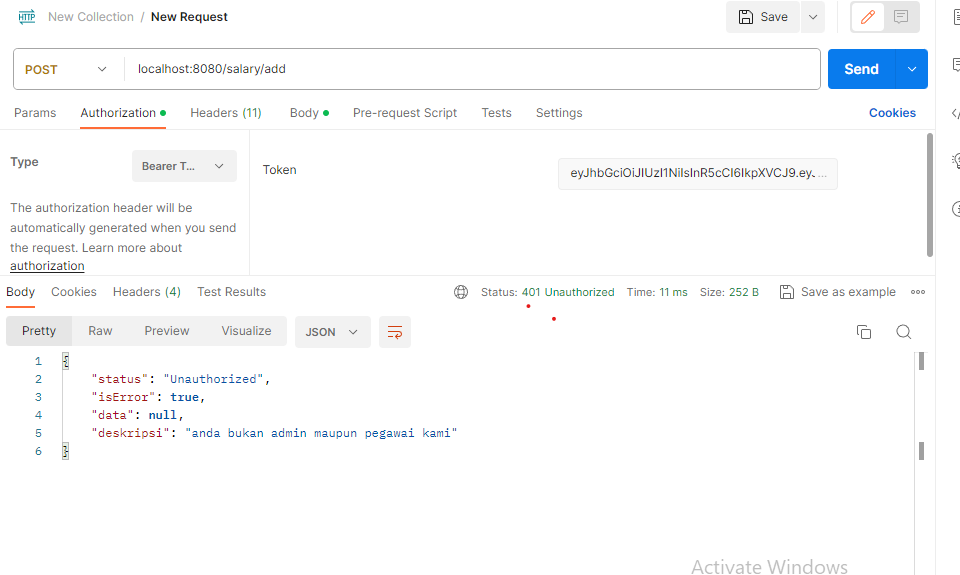 HTTP New Collection / New Request Save
POST localhost:8080/salary/add Send
Params Authorization Headers (11) Body Pre-request Script Tests Settings Cookies
Type Bearer T... Token eyJhbGciOiJIUzI1NiIsInR5cCI6IkpXVCJ9.ey. ...
The authorization header will be
automatically generated when you send
the request. Learn more about
authorization
Body Cookies Headers (4) Test Results Status: 401 Unauthorized Time: 11 ms Size: 252 B Save as example
Pretty Raw Preview Visualize JSON
1 {
2 "status": "Unauthorized",
3 "isError": true,
4 "data": null,
5 "deskripsi": "anda bukan admin maupun pegawai kami"
6 }
Activate Windows